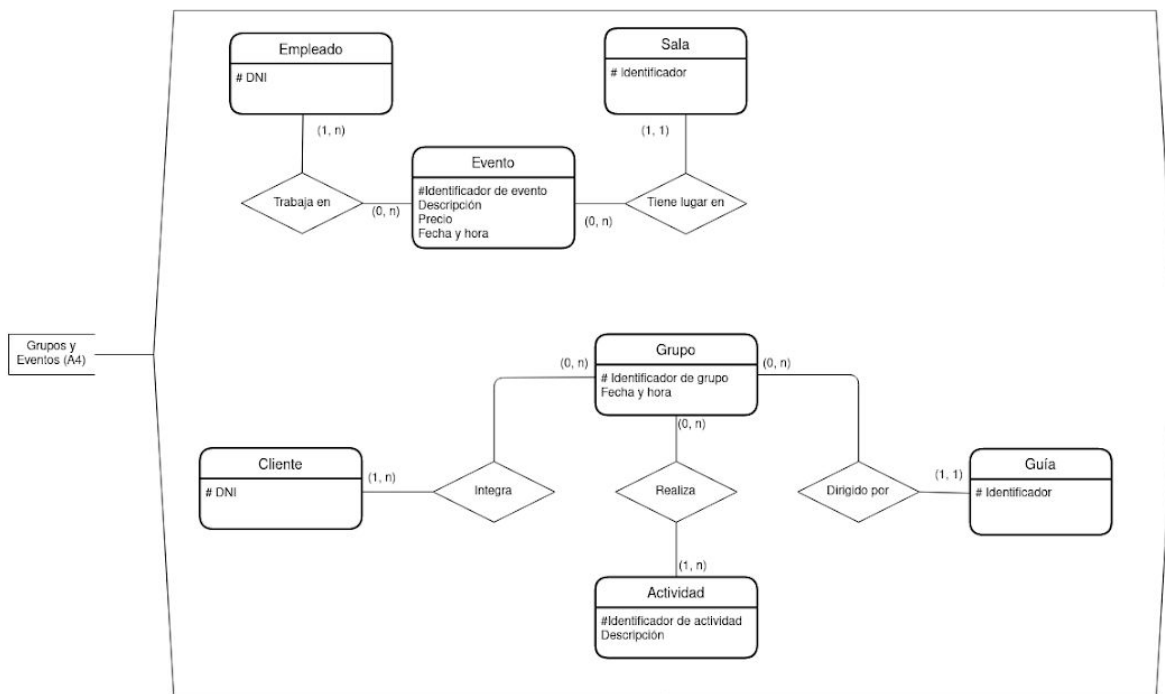 Empleado
# DNI
Sala
# Identificador
(1, n)
(1, 1)
Evento
#Identificador de evento
Descripción
Precio
Fecha y hora
Trabaja en
(0, n)
Tiene lugar en
(0, n)
Grupos y
Eventos (A4)
Grupo
# Identificador de grupo
Fecha y hora
(0, n)
(0, n)
(0, n)
Cliente
# DNI
(1, n)
Integra
Realiza
Dirigido por
(1, 1)
Guía
# Identificador
(1, n)
Actividad
#Identificador de actividad
Descripción